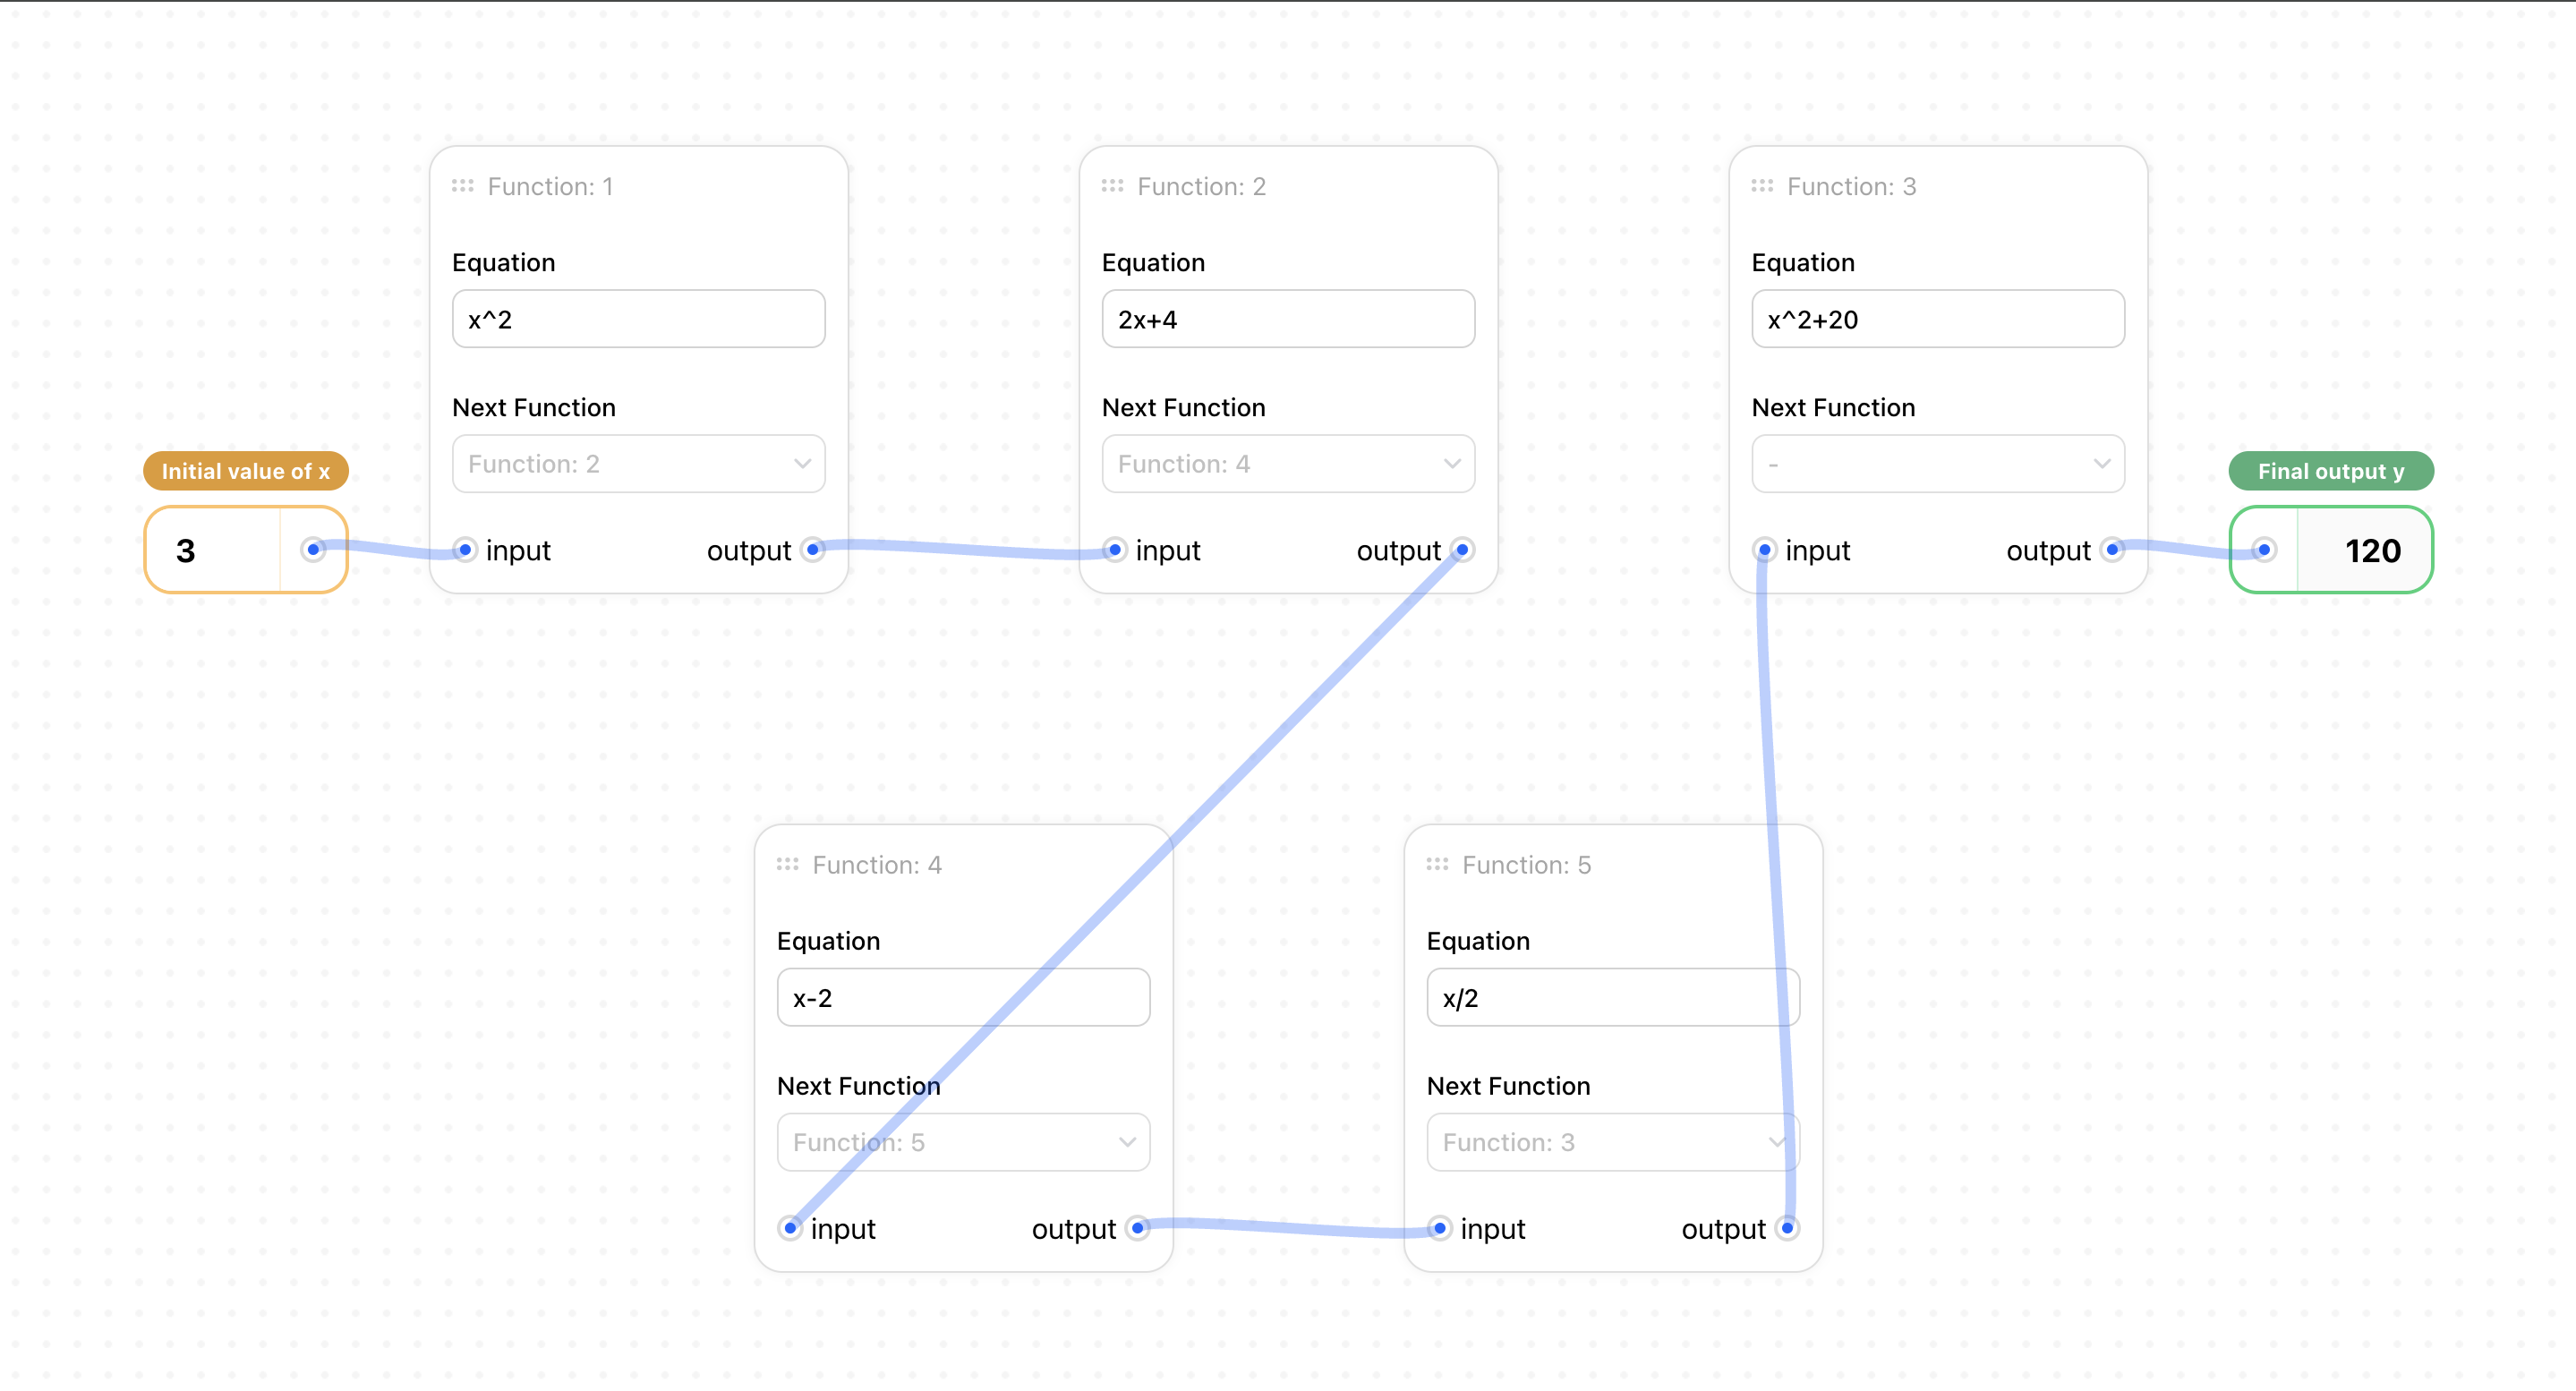 Function: 1
Equation
x^2
Next Function
Function: 2
input
output
Function: 2
Equation
2x+4
Next Function
Function: 4
input
output
Function: 3
Equation
x^2+20
Next Function
-
input
output
Initial value of x
3
Final output y
120
Function: 4
Equation
x-2
Next Function
Function: 5
input
output
Function: 5
Equation
x/2
Next Function
Function: 3
input
output